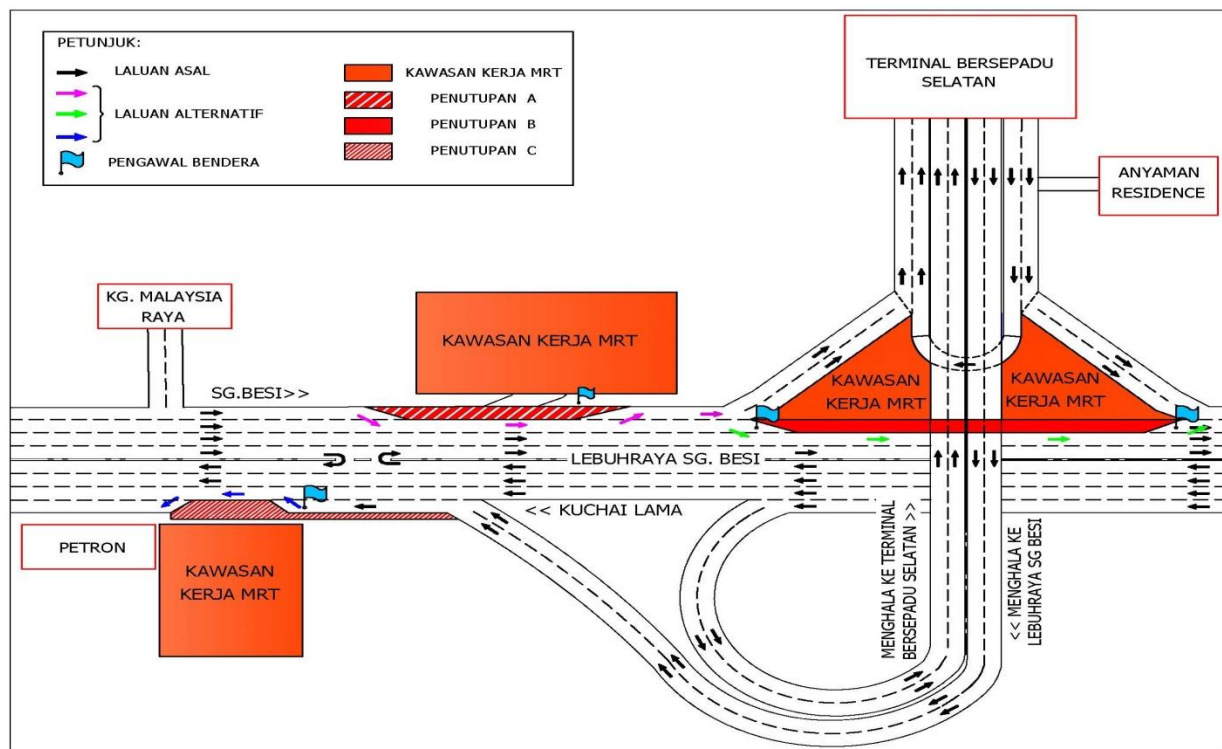 PETUNJUK:
LALUAN ASAL
LALUAN ALTERNATIF
PENGAWAL BENDERA
KAWASAN KERJA MRT
PENUTUPAN A
PENUTUPAN B
PENUTUPAN C
TERMINAL BERSEPADU
SELATAN
ANYAMAN
RESIDENCE
KG. MALAYSIA
RAYA
KAWASAN KERJA MRT
SG.BESI>>
KAWASAN
KERJA MRT
KAWASAN
KERJA MRT
LEBUHRAYA SG. BESI
<< KUCHAI LAMA
PETRON
KAWASAN
KERJA MRT
MENGHALA KE TERMINAL
BERSEPADU SELATAN >>
<< MENGHALA KE
LEBUHRAYA SG BESI